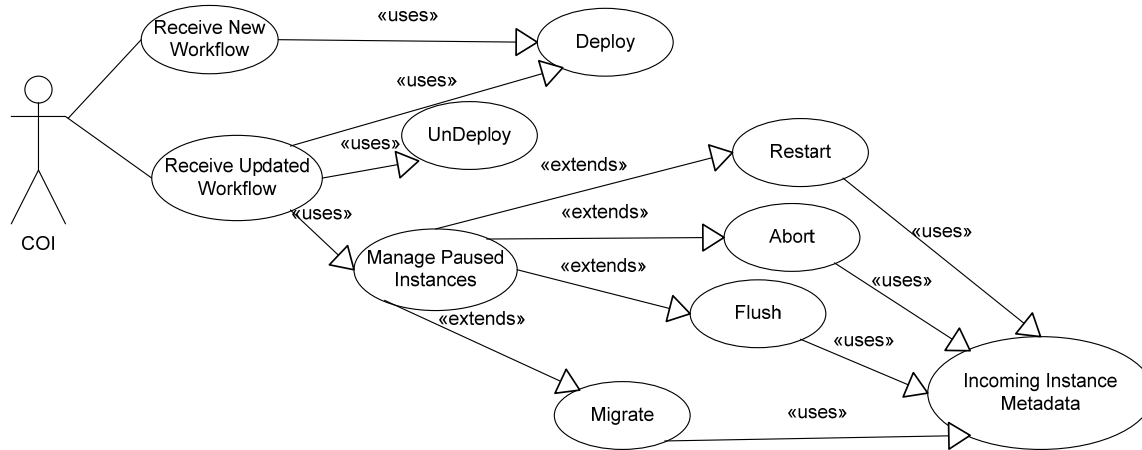 «uses»
Receive New
Workflow
Deploy
«uses»
UnDeploy
«uses»
Receive Updated
Workflow
COI
«uses»
«extends»
Restart
«extends»
Abort
«uses»
Manage Paused
Instances
«extends»
Flush
«uses»
«extends»
«uses»
Incoming Instance
Metadata
Migrate
«uses»